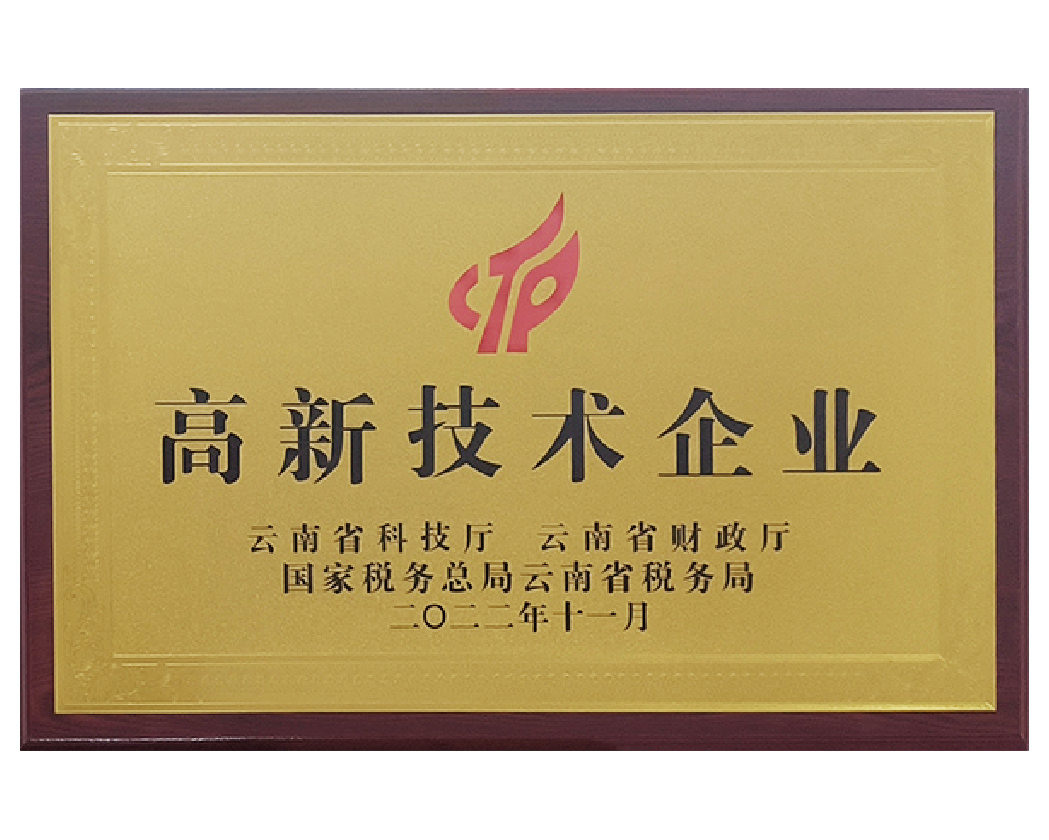 CTP
高新技术企业
云南省科技厅 云南省财政厅
国家税务总局云南省税务局
二〇二二年十一月